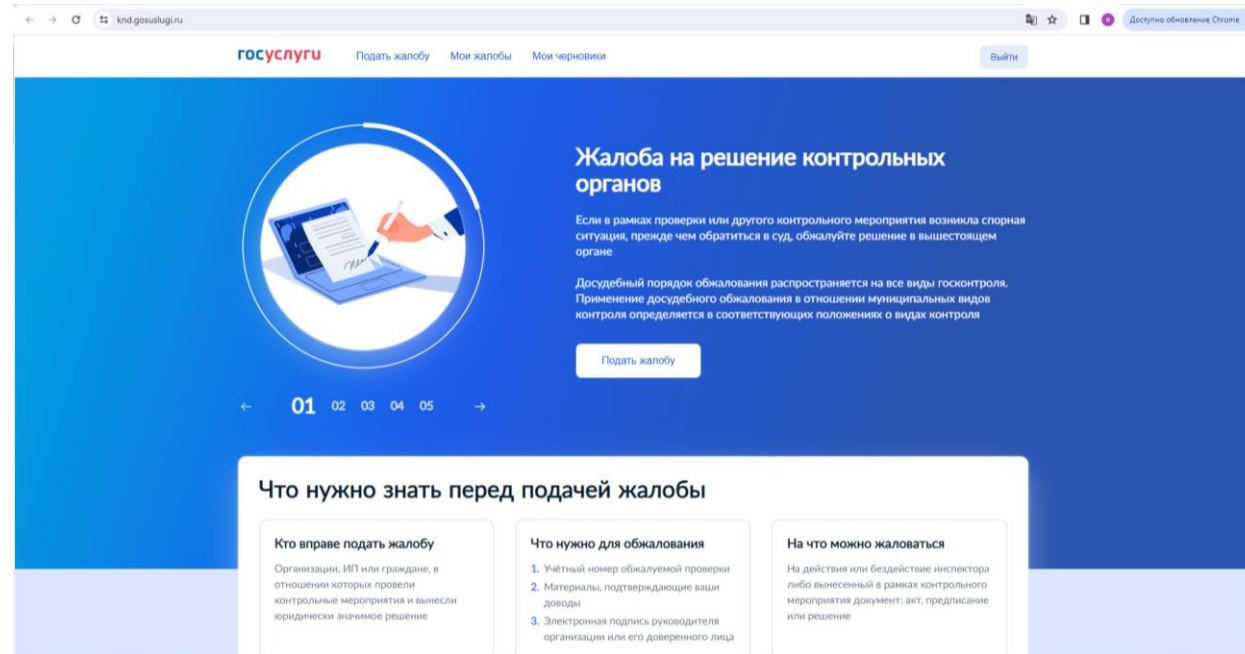 knd.gosuslugi.ru
Доступно обновление Chrome
госуслуги
Подать жалобу
Мои жалобы
Мои черновики
Выйти
Жалоба на решение контрольных
органов
Если в рамках проверки или другого контрольного мероприятия возникла спорная
ситуация, прежде чем обратиться в суд, обжалуйте решение в вышестоящем
органе
Досудебный порядок обжалования распространяется на все виды госконтроля.
Применение досудебного обжалования в отношении муниципальных видов
контроля определяется в соответствующих положениях о видах контроля
Подать жалобу
01 02 03 04 05
Что нужно знать перед подачей жалобы
Кто вправе подать жалобу
Организации, ИП или граждане, в
отношении которых провели
контрольные мероприятия и вынесли
юридически значимое решение
Что нужно для обжалования
1. Учётный номер обжалуемой проверки
2. Материалы, подтверждающие ваши
доводы
3. Электронная подпись руководителя
организации или его доверенного лица
На что можно жаловаться
На действия или бездействие инспектора
либо вынесенный в рамках контрольного
мероприятия документ: акт, предписание
или решение